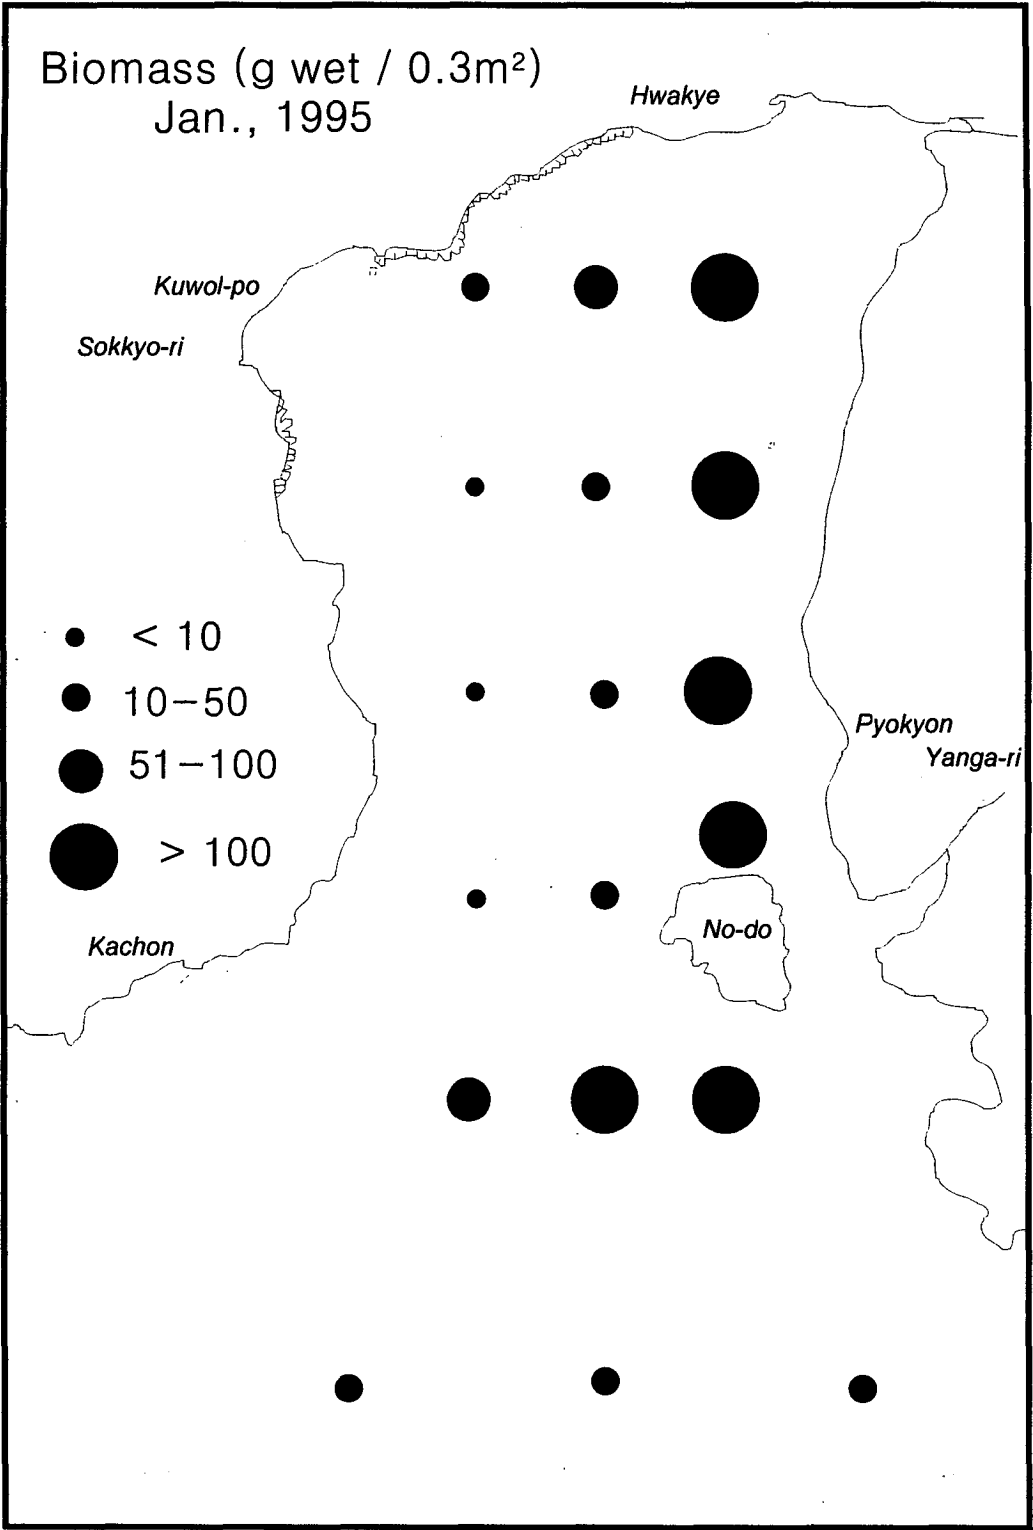 Biomass (g wet / 0.3m²)
Jan., 1995
Hwakye
Kuwol-po
Sokkyo-ri
< 10
10-50
51-100
> 100
Pyokyon
Yanga-ri
No-do
Kachon